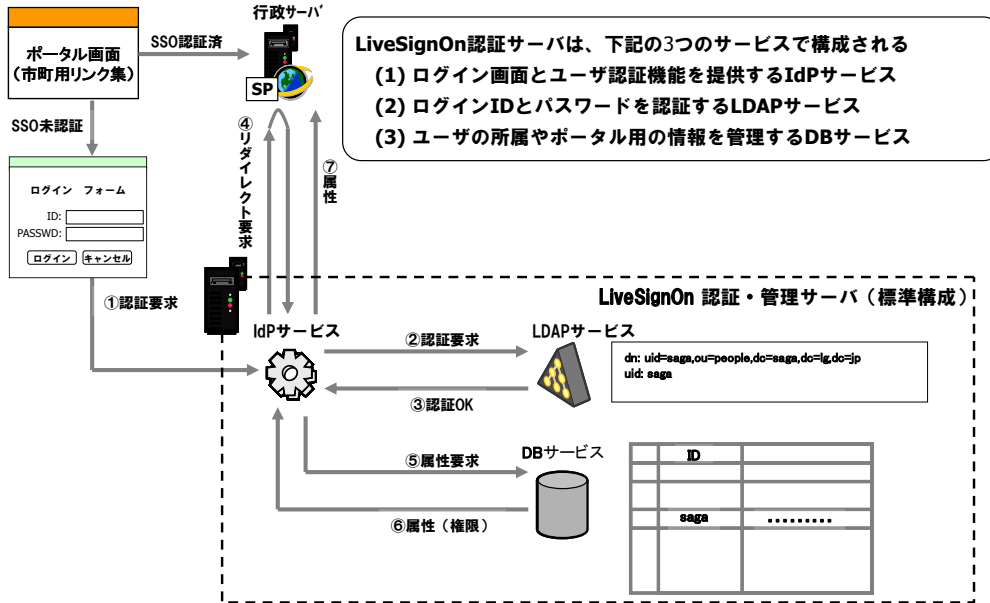 行政サーバ
ポータル画面
(市町用リンク集)
SSO認証済
SP
LiveSignOn認証サーバは、下記の3つのサービスで構成される
(1) ログイン画面とユーザ認証機能を提供するIdPサービス
(2) ログインIDとパスワードを認証するLDAPサービス
(3) ユーザの所属やポータル用の情報を管理するDBサービス
SSO未認証
④リダイレクト要求
⑦属性
ログイン フォーム
ID:
PASSWD:
ログイン キャンセル
①認証要求
LiveSignOn 認証・管理サーバ(標準構成)
IdPサービス
②認証要求
LDAPサービス
dn: uid=saga,ou=people,dc=saga,dc=lg,dc=jp
uid: saga
③認証OK
DBサービス
⑤属性要求
ID
⑥属性(権限)
saga ………